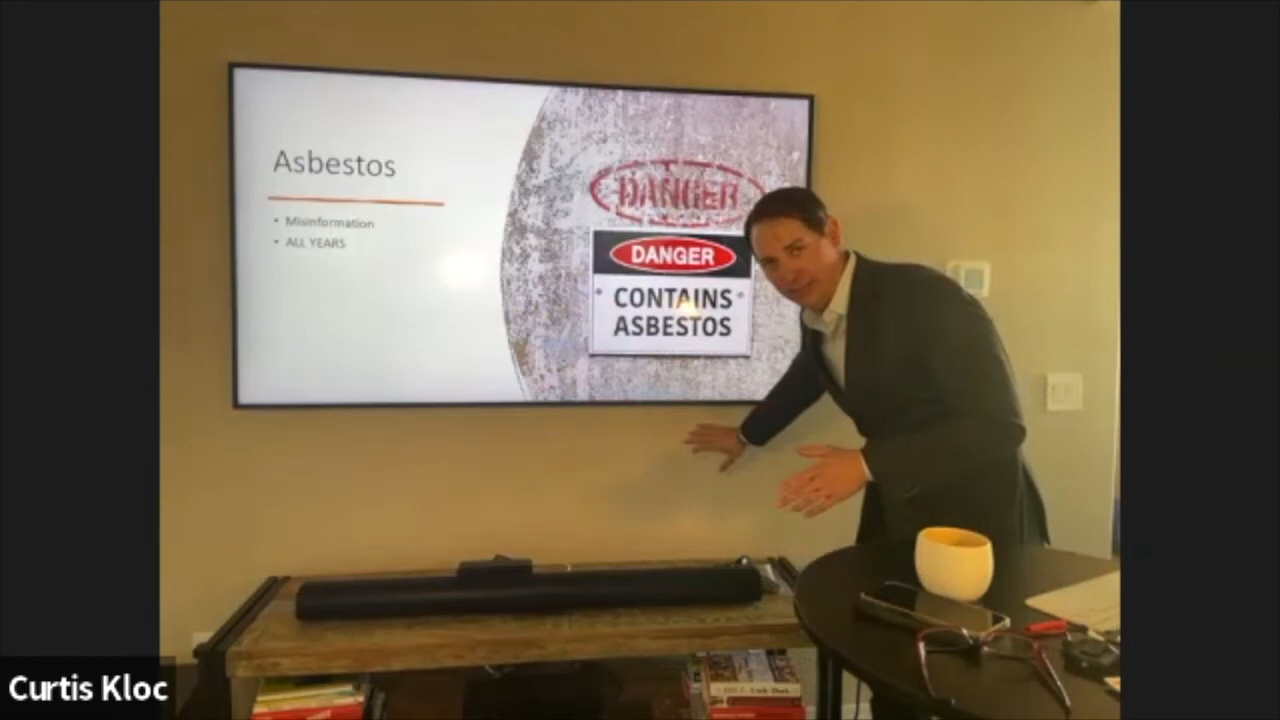 Asbestos
• Misinformation
• ALL YEARS
DANGER
DANGER
CONTAINS
ASBESTOS
Curtis Kloc